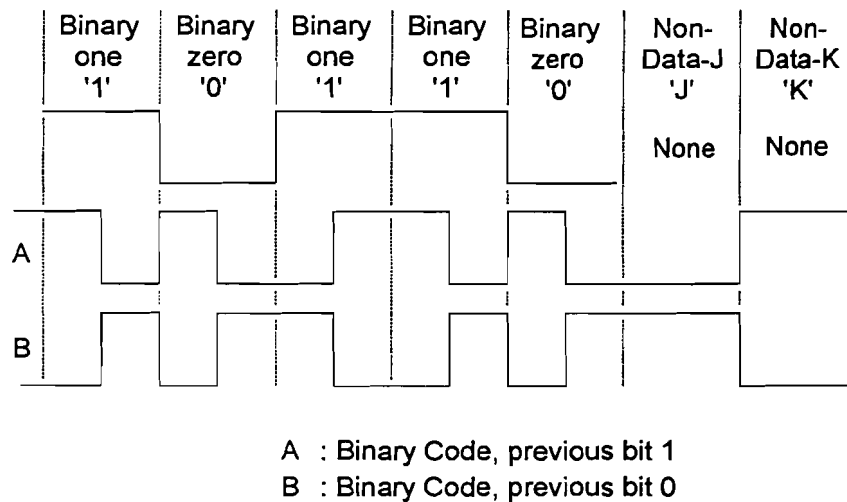 Binary Binary Binary Binary Binary Non- Non-
one zero one one zero Data-J Data-K
'1' '0' '1' '1' '0' 'J' 'K'
None None
A
B
A : Binary Code, previous bit 1
B : Binary Code, previous bit 0